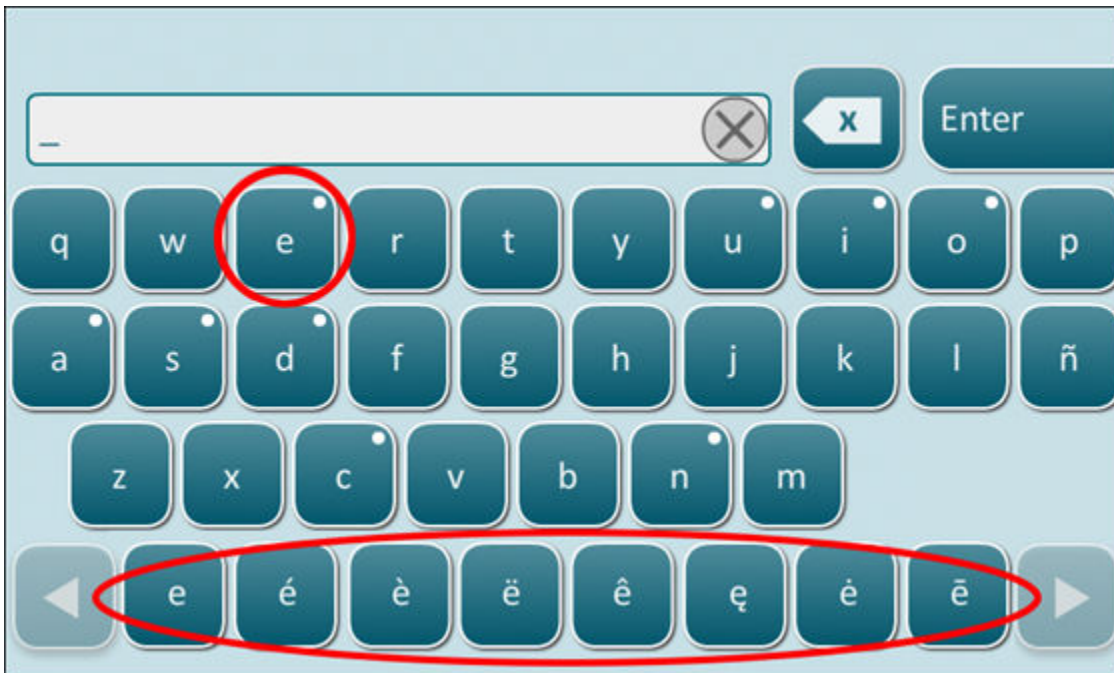 _
x Enter
q w e r t y u i o p
a s d f g h j k l ñ
z x c v b n m
e é è ë ê ę ė ē